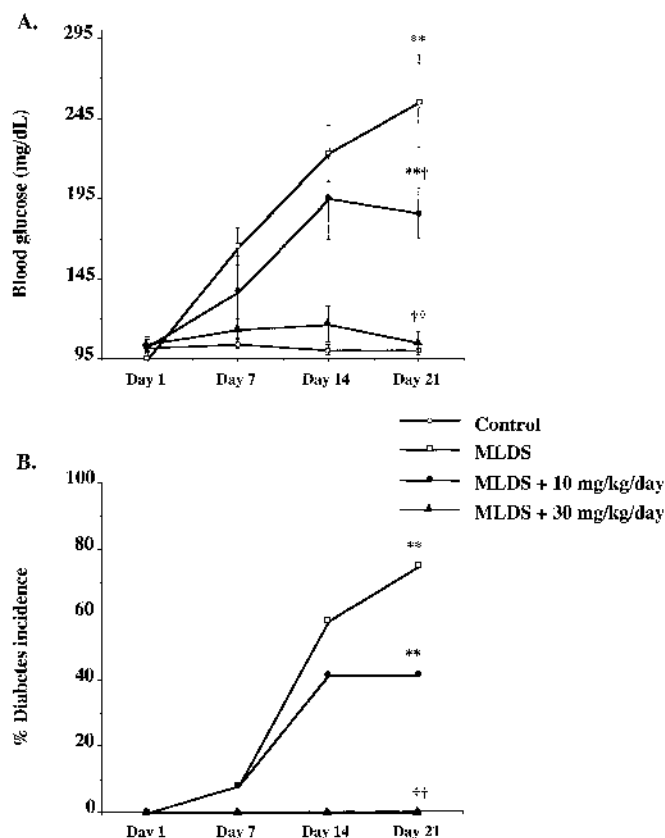 A.
295
**
245
**†
195
145
95
Day 1
Day 7
Day 14
Day 21
Blood glucose (mg/dL)
Control
MLDS
MLDS + 10 mg/kg/day
MLDS + 30 mg/kg/day
B.
100
80
**
60
40
**
20
0
††
Day 1
Day 7
Day 14
Day 21
% Diabetes incidence